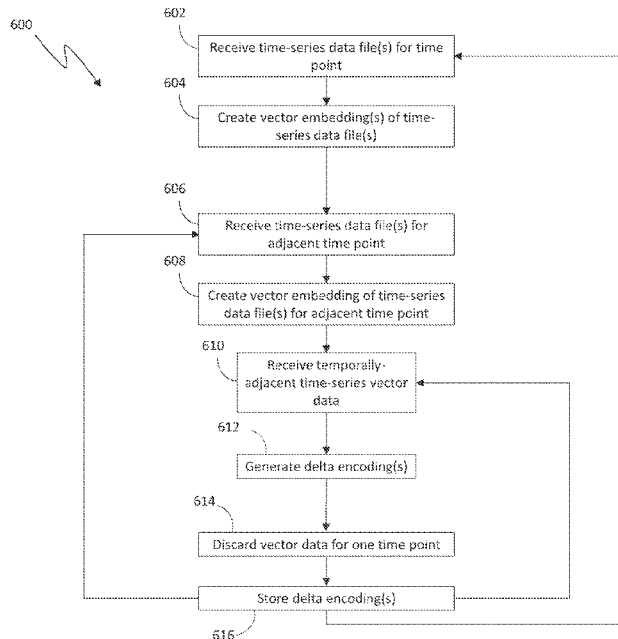 600
602
Receive time-series data file(s) for time
point
604
Create vector embedding(s) of time-
series data file(s)
606
Receive time-series data file(s) for
adjacent time point
608
Create vector embedding of time-series
data file(s) for adjacent time point
610
Receive temporally-
adjacent time-series vector
data
612
Generate delta encoding(s)
614
Discard vector data for one time point
Store delta encoding(s)
616